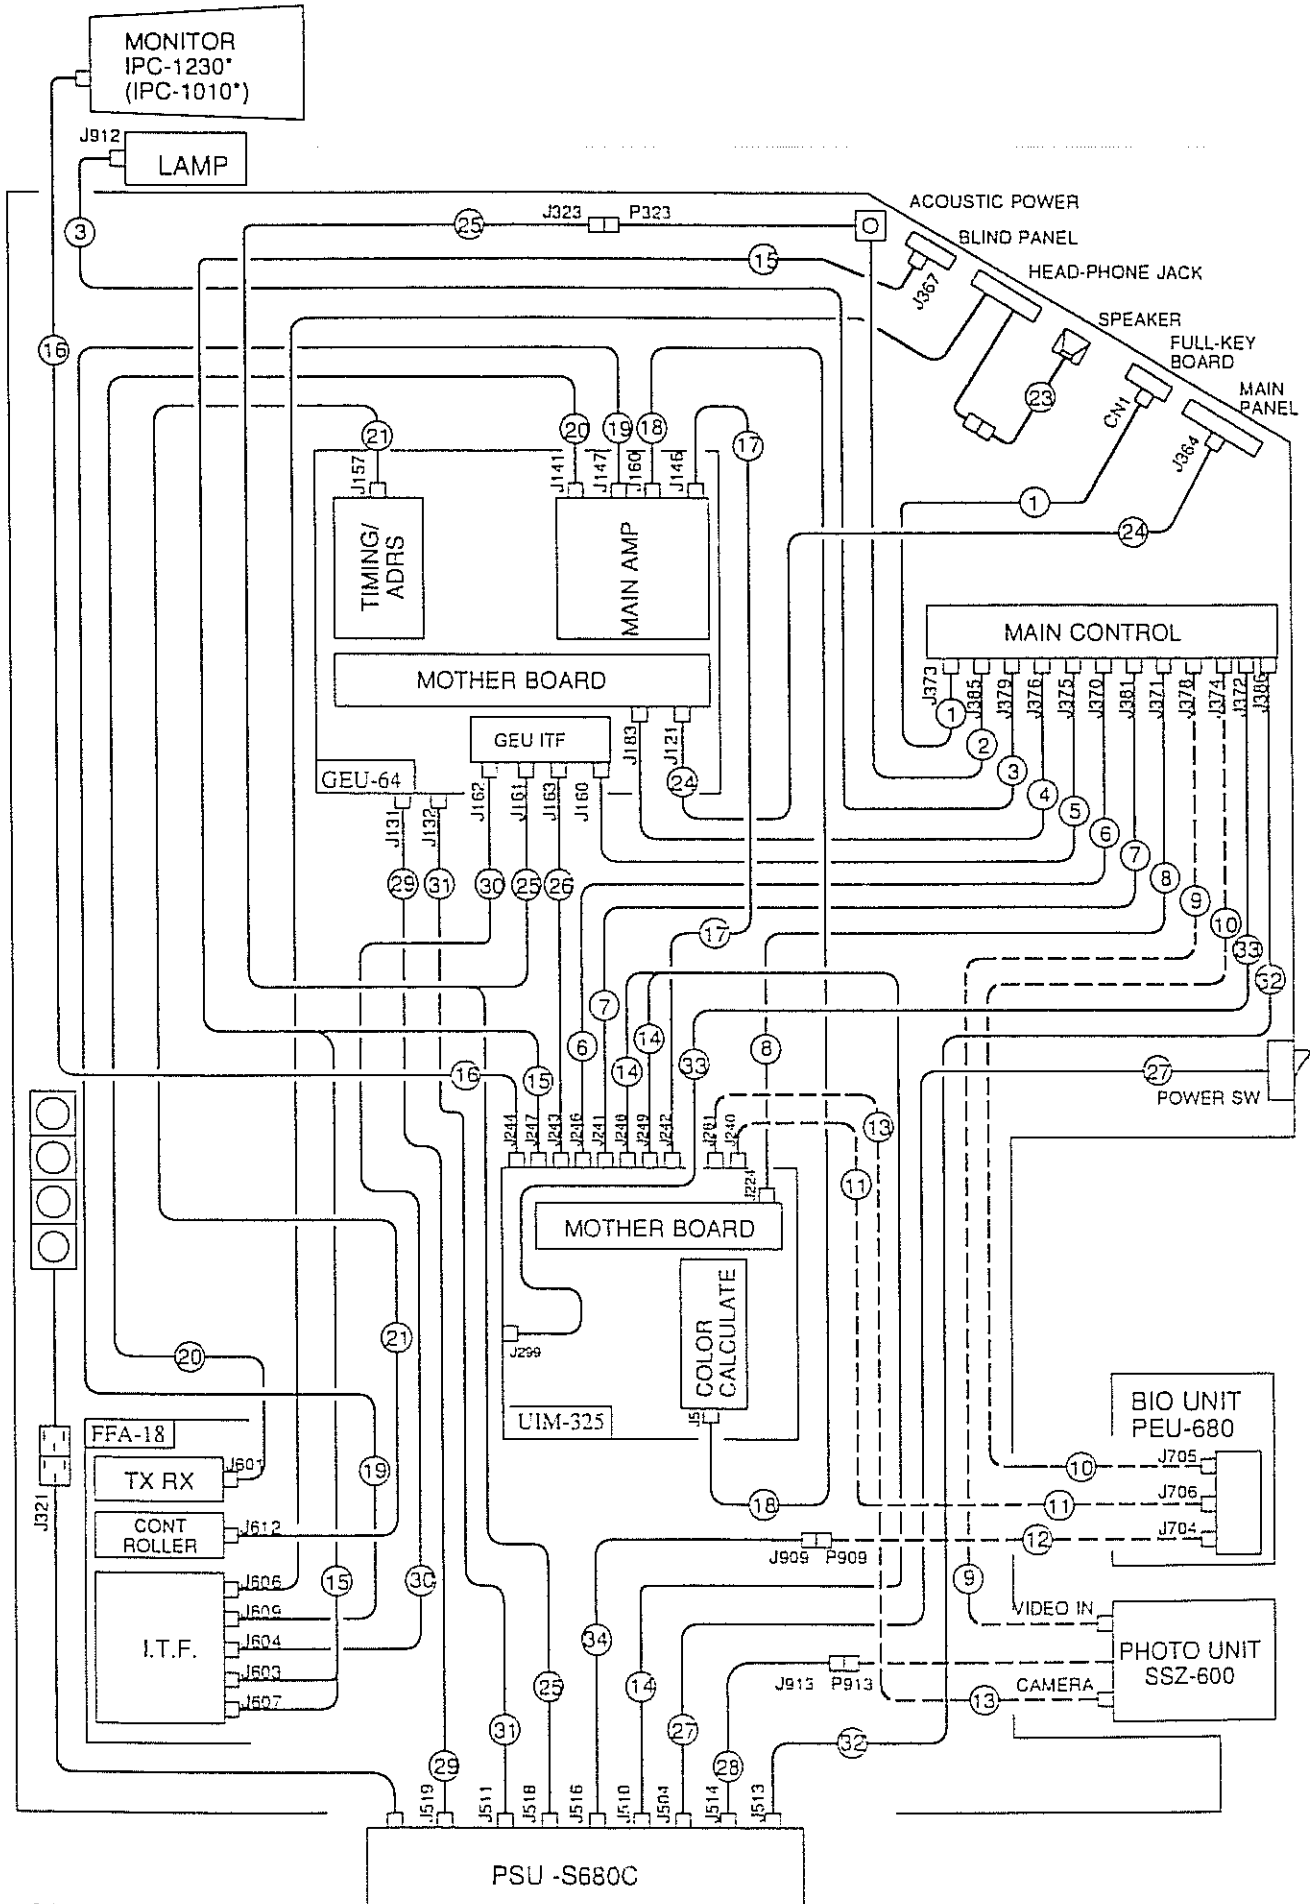 MONITOR
IPC-1230*
(IPC-1010*)
J912
LAMP
ACOUSTIC POWER
J323
P323
25
BLIND PANEL
3
15
HEAD-PHONE JACK
J367
SPEAKER
FULL-KEY
BOARD
16
MAIN
PANEL
23
CN1
21
20
19
18
17
J364
J157
J141
J147
J160
J146
1
24
TIMING/
ADRS
MAIN AMP
MAIN CONTROL
MOTHER BOARD
J373
J385
J379
J376
J375
J370
J381
J371
J378
J374
J372
J386
GEU ITF
J183
J121
1
2
3
GEU-64
24
4
J162
J161
J163
J160
5
J131
J132
6
7
29
31
30
25
26
8
9
10
17
33
32
7
14
6
8
33
14
16
15
27
POWER SW
J244
J247
J243
J246
J241
J248
J249
J242
J261
J240
13
J224
11
MOTHER BOARD
COLOR
CALCULATE
21
J299
20
BIO UNIT
PEU-680
J5
UIM-325
FFA-18
J601
J705
TX RX
19
10
J706
J321
18
11
CONT
ROLLER
J612
J704
J909
P909
12
J606
15
30
9
J609
VIDEO IN
J604
34
I.T.F.
PHOTO UNIT
SSZ-600
J603
J913
P913
CAMERA
25
14
13
J607
31
27
32
29
28
J519
J511
J518
J516
J510
J504
J514
J513
PSU -S680C